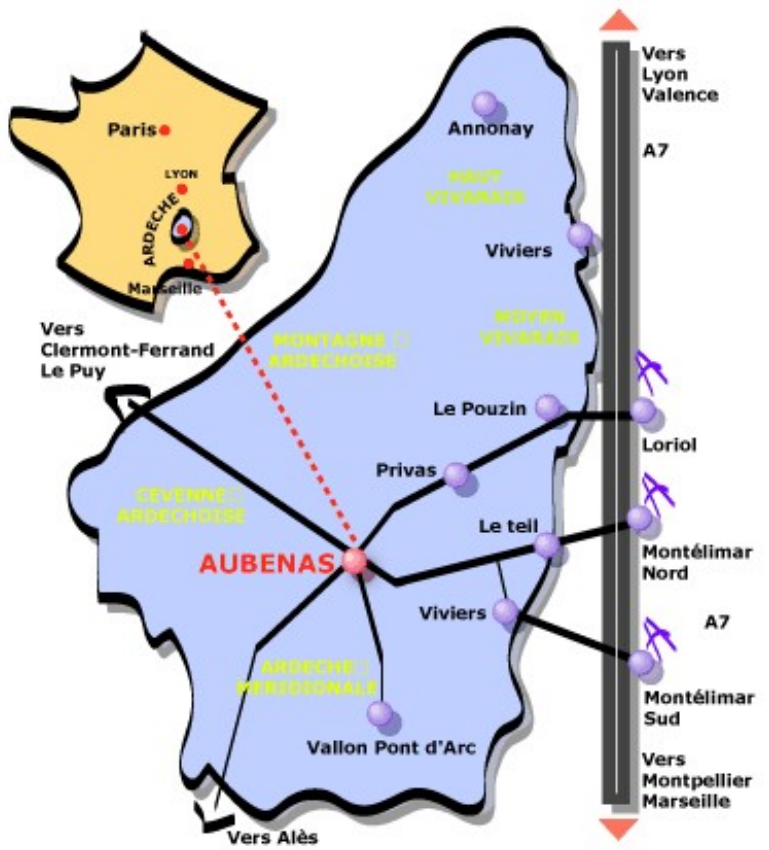 Paris
LYON
ARDECHE
Marseille
Vers
Clermont-Ferrand
Le Puy
Annonay
HAUT
VIVARAIS
Viviers
MOYEN
VIVARAIS
MONTAGNE
ARDECHOISE
Le Pouzin
Privas
CEVENNE
ARDECHOISE
Le teil
AUBENAS
Viviers
ARDECHE
MERIDIONALE
Vallon Pont d'Arc
Vers Alès
Vers
Lyon
Valence
A7
Loriol
Montélimar
Nord
A7
Montélimar
Sud
Vers
Montpellier
Marseille